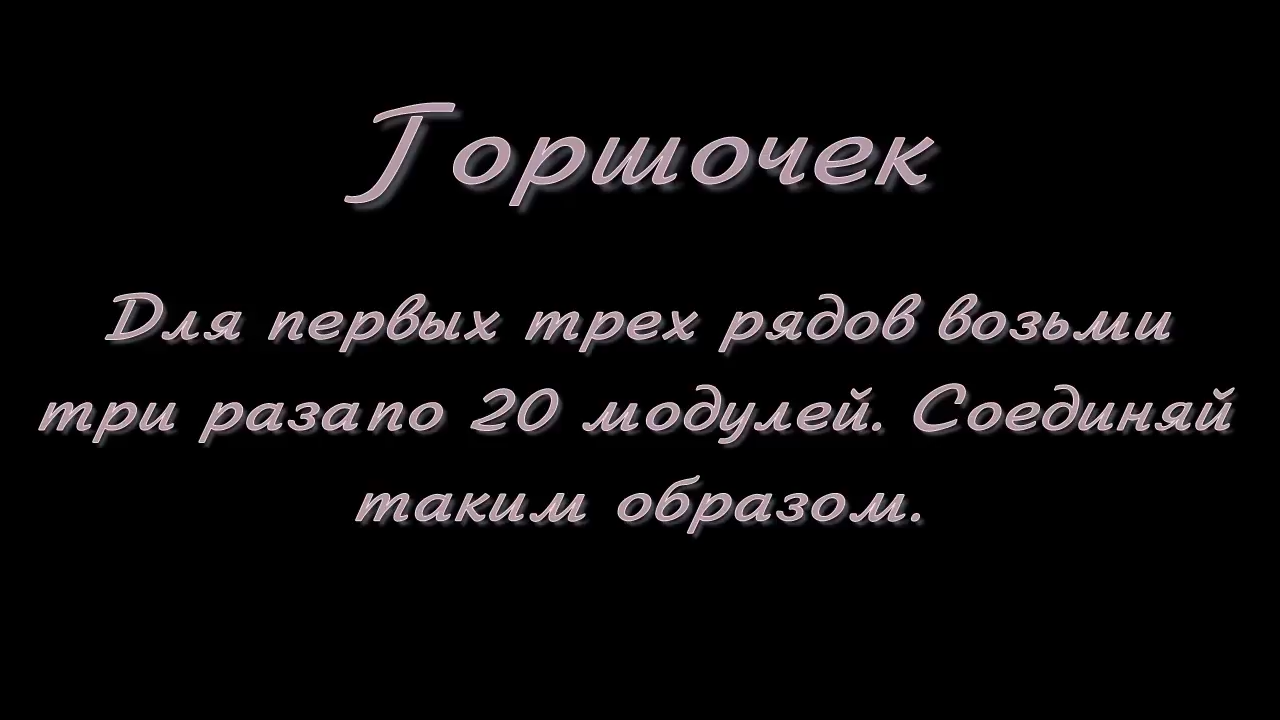 Горшочек
Для первых трех рядов возьми
три разапо 20 модулей. Соединяй
таким образом.